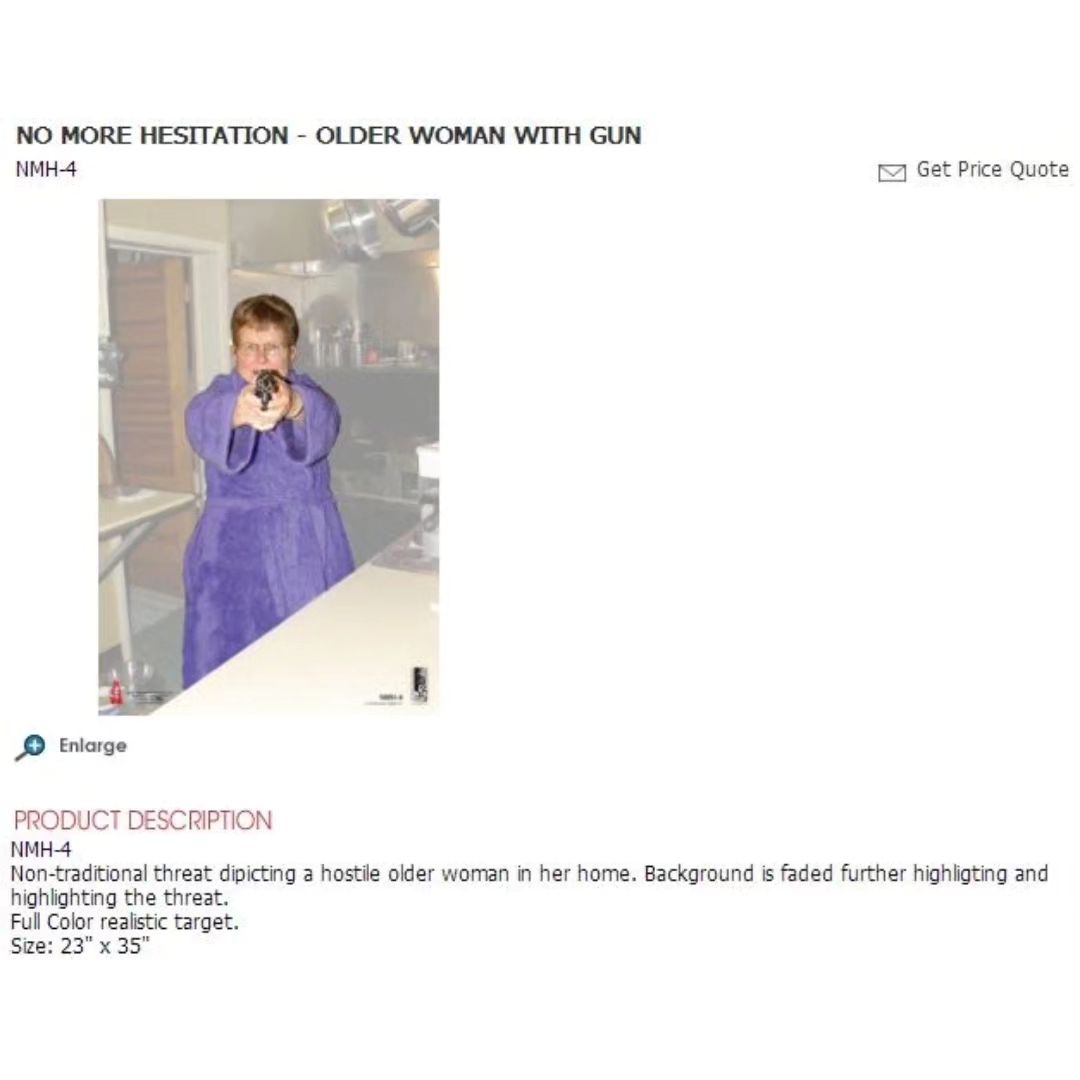 NO MORE HESITATION - OLDER WOMAN WITH GUN
NMH-4
Get Price Quote
Enlarge
PRODUCT DESCRIPTION
NMH-4
Non-traditional threat dipicting a hostile older woman in her home. Background is faded further highligting and
highlighting the threat.
Full Color realistic target.
Size: 23" x 35"